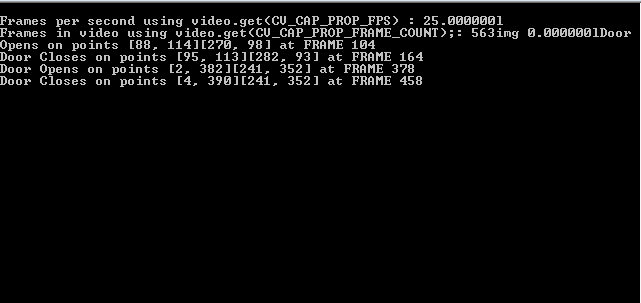 Frames per second using video.get(CV_CAP_PROP_FPS) : 25.000000l
Frames in video using video.get(CV_CAP_PROP_FRAME_COUNT);: 563img 0.000000lDoor
Opens on points [88, 114][270, 98] at FRAME 104
Door Closes on points [95, 113][282, 93] at FRAME 164
Door Opens on points [2, 382][241, 352] at FRAME 378
Door Closes on points [4, 390][241, 352] at FRAME 458